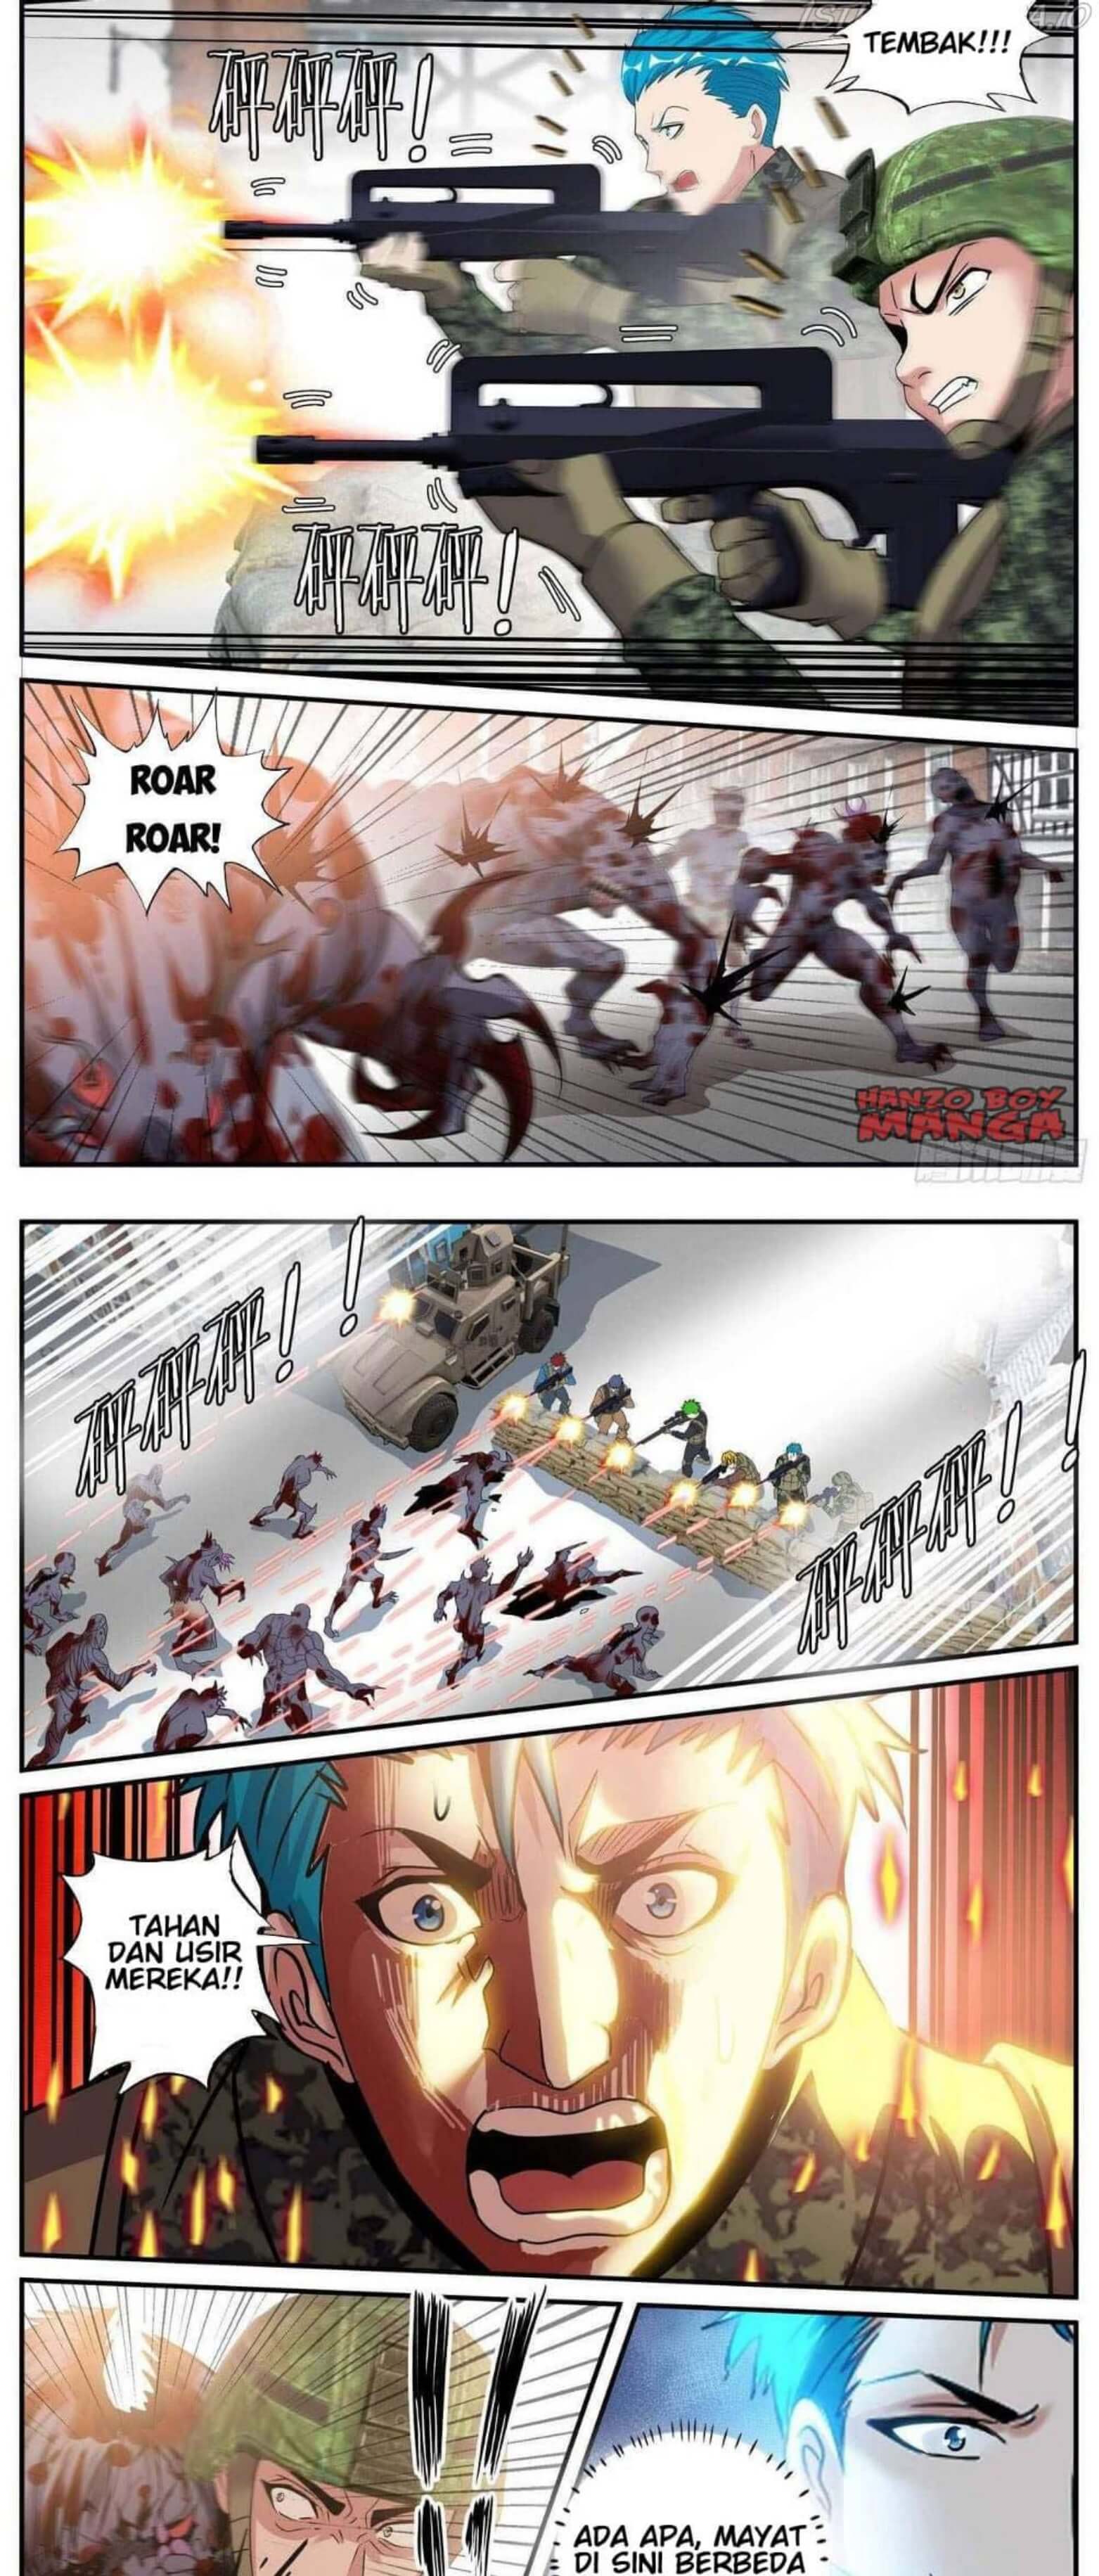 TEMBAK!!!
砰砰砰!
砰砰砰!
ROAR
ROAR!
HANZO BOY
MANGA
砰砰砰!!
砰砰砰!!
TAHAN
DAN USIR
MEREKA!!
ADA APA, MAYAT
DI SINI BERBEDA